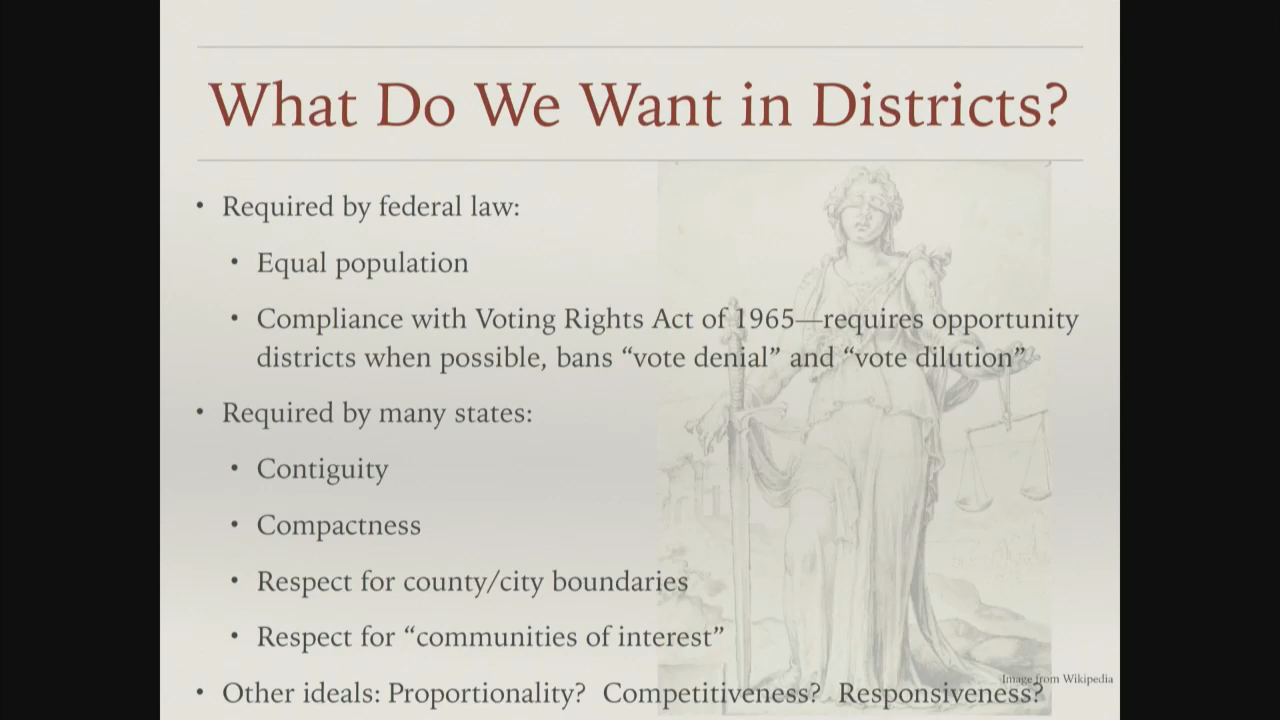 What Do We Want in Districts?
• Required by federal law:
• Equal population
• Compliance with Voting Rights Act of 1965—requires opportunity
districts when possible, bans “vote denial” and “vote dilution”
• Required by many states:
• Contiguity
• Compactness
• Respect for county/city boundaries
• Respect for “communities of interest”
Image from Wikipedia
• Other ideals: Proportionality? Competitiveness? Responsiveness?